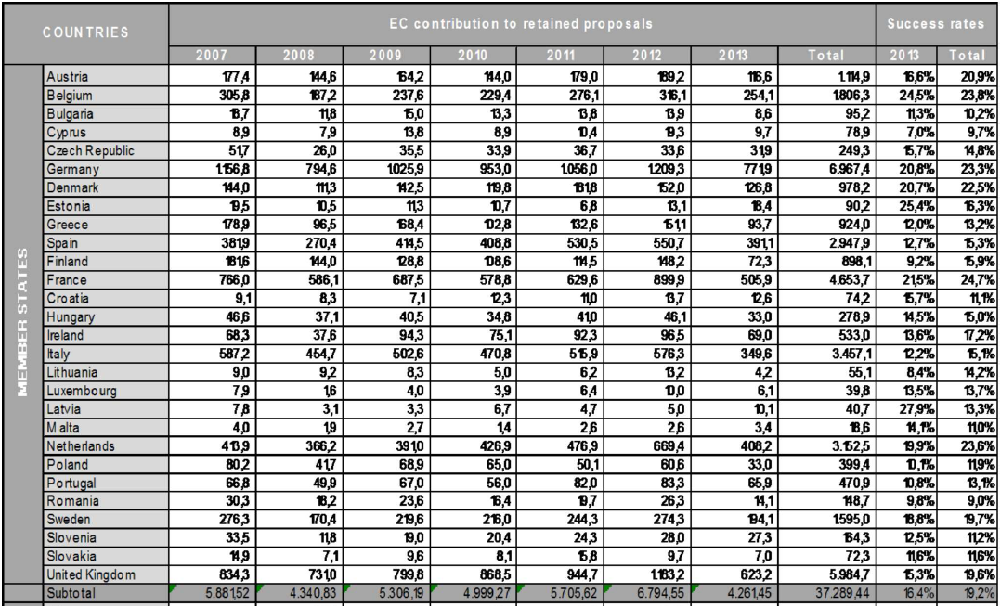 COUNTRIES EC contribution to retained proposals Success rates
2007 2008 2009 2010 2011 2012 2013 Total 2013 Total
MEMBER STATES
Austria 177,4 144,6 164,2 144,0 179,0 189,2 116,6 1.114,9 16,6% 20,9%
Belgium 305,8 187,2 237,6 229,4 276,1 316,1 254,1 1.806,3 24,5% 23,8%
Bulgaria 18,7 11,8 15,0 13,3 13,8 13,9 8,6 95,2 11,3% 10,2%
Cyprus 8,9 7,9 13,8 8,9 10,4 19,3 9,7 78,9 7,0% 9,7%
Czech Republic 51,7 26,0 35,5 33,9 36,7 33,6 31,9 249,3 15,7% 14,8%
Germany 1.156,8 794,6 1.025,9 953,0 1.056,0 1.209,3 771,9 6.967,4 20,8% 23,3%
Denmark 144,0 111,3 142,5 119,8 181,8 152,0 126,8 978,2 20,7% 22,5%
Estonia 19,5 10,5 11,3 10,7 6,8 13,1 18,4 90,2 25,4% 16,3%
Greece 178,9 96,5 168,4 102,8 132,6 151,1 93,7 924,0 12,0% 13,2%
Spain 381,9 270,4 414,5 408,8 530,5 550,7 391,1 2.947,9 12,7% 15,3%
Finland 181,6 144,0 128,8 108,6 114,5 148,2 72,3 898,1 9,2% 15,9%
France 766,0 586,1 687,5 578,8 629,6 899,9 505,9 4.653,7 21,5% 24,7%
Croatia 9,1 8,3 7,1 12,3 11,0 13,7 12,6 74,2 15,7% 11,1%
Hungary 46,6 37,1 40,5 34,8 41,0 46,1 33,0 278,9 14,5% 15,0%
Ireland 68,3 37,6 94,3 75,1 92,3 96,5 69,0 533,0 13,6% 17,2%
Italy 587,2 454,7 502,6 470,8 515,9 576,3 349,6 3.457,1 12,2% 15,1%
Lithuania 9,0 9,2 8,3 5,0 6,2 13,2 4,2 55,1 8,4% 14,2%
Luxembourg 7,9 1,6 4,0 3,9 6,4 10,0 6,1 39,8 13,5% 13,7%
Latvia 7,8 3,1 3,3 6,7 4,7 5,0 10,1 40,7 27,9% 13,3%
Malta 4,0 1,9 2,7 1,4 2,6 2,6 3,4 18,6 14,1% 11,0%
Netherlands 413,9 366,2 391,0 426,9 476,9 669,4 408,2 3.152,5 19,9% 23,6%
Poland 80,2 41,7 68,9 65,0 50,1 60,6 33,0 399,4 10,1% 11,9%
Portugal 66,8 49,9 67,0 56,0 82,0 83,3 65,9 470,9 10,8% 13,1%
Romania 30,3 18,2 23,6 16,4 19,7 26,3 14,1 148,7 9,8% 9,0%
Sweden 276,3 170,4 219,6 216,0 244,3 274,3 194,1 1.595,0 18,8% 19,7%
Slovenia 33,5 11,8 19,0 20,4 24,3 28,0 27,3 164,3 12,5% 11,2%
Slovakia 14,9 7,1 9,6 8,1 15,8 9,7 7,0 72,3 11,6% 11,6%
United Kingdom 834,3 731,0 799,8 868,5 944,7 1.183,2 623,2 5.984,7 15,3% 19,6%
Subtotal 5.881,52 4.340,83 5.306,19 4.999,27 5.705,62 6.794,55 4.261,45 37.289,44 16,4% 19,2%